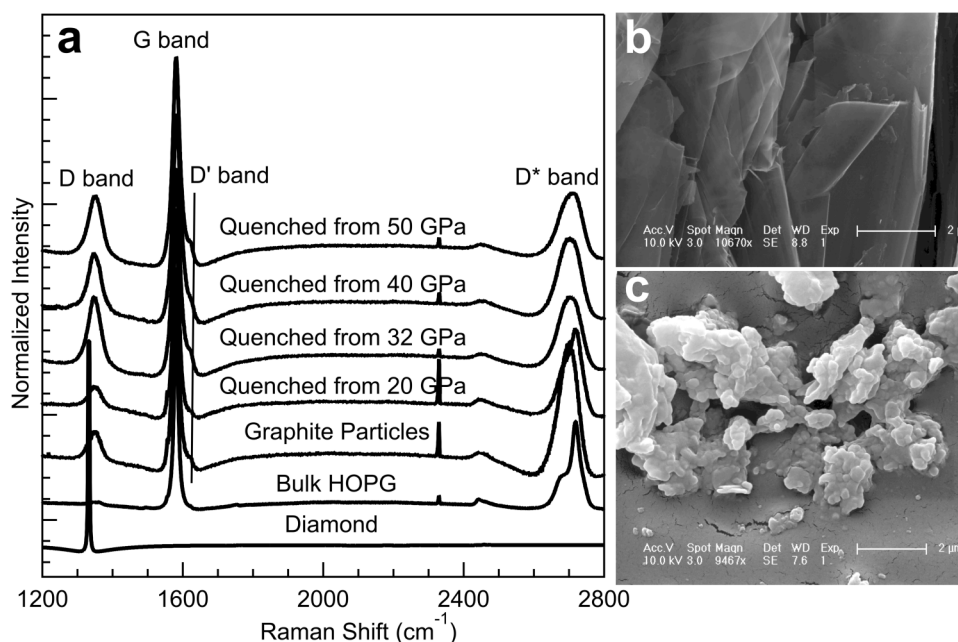 a
G band
D band
D' band
D* band
Quenched from 50 GPa
Quenched from 40 GPa
Quenched from 32 GPa
Quenched from 20 GPa
Graphite Particles
Bulk HOPG
Diamond
Normalized Intensity
1200 1600 2000 2400 2800
Raman Shift (cm⁻¹)
b
Acc.V Spot Magn Det WD Exp
10.0 kV 3.0 10670x SE 8.8 1 2 µ
c
Acc.V Spot Magn Det WD Exp
10.0 kV 3.0 9467x SE 7.6 1 2 µm